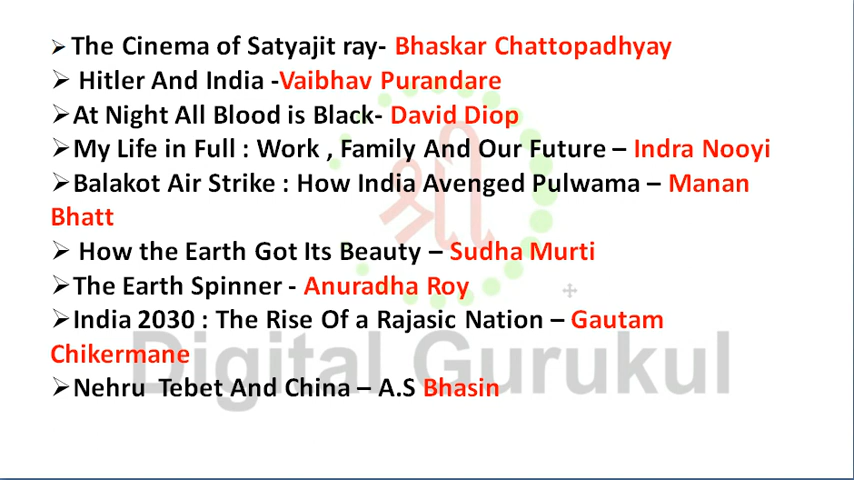 ➢ The Cinema of Satyajit ray- Bhaskar Chattopadhyay
➢ Hitler And India -Vaibhav Purandare
➢At Night All Blood is Black- David Diop
➢My Life in Full : Work , Family And Our Future – Indra Nooyi
➢Balakot Air Strike : How India Avenged Pulwama – Manan
Bhatt
➢ How the Earth Got Its Beauty – Sudha Murti
➢The Earth Spinner - Anuradha Roy
➢India 2030 : The Rise Of a Rajasic Nation – Gautam
Chikermane
➢Nehru Tebet And China – A.S Bhasin
श्री
Digital Gurukul